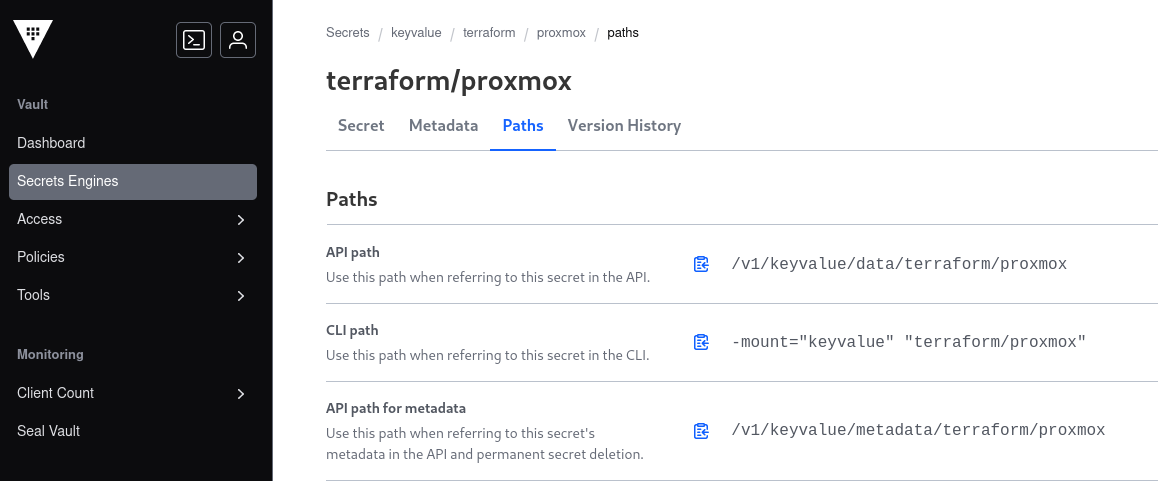 Vault
Dashboard
Secrets Engines
Access
Policies
Tools
Monitoring
Client Count
Seal Vault
Secrets / keyvalue / terraform / proxmox / paths
terraform/proxmox
Secret Metadata Paths Version History
Paths
API path
Use this path when referring to this secret in the API.
/v1/keyvalue/data/terraform/proxmox
CLI path
Use this path when referring to this secret in the CLI.
-mount="keyvalue" "terraform/proxmox"
API path for metadata
Use this path when referring to this secret's
metadata in the API and permanent secret deletion.
/v1/keyvalue/metadata/terraform/proxmox